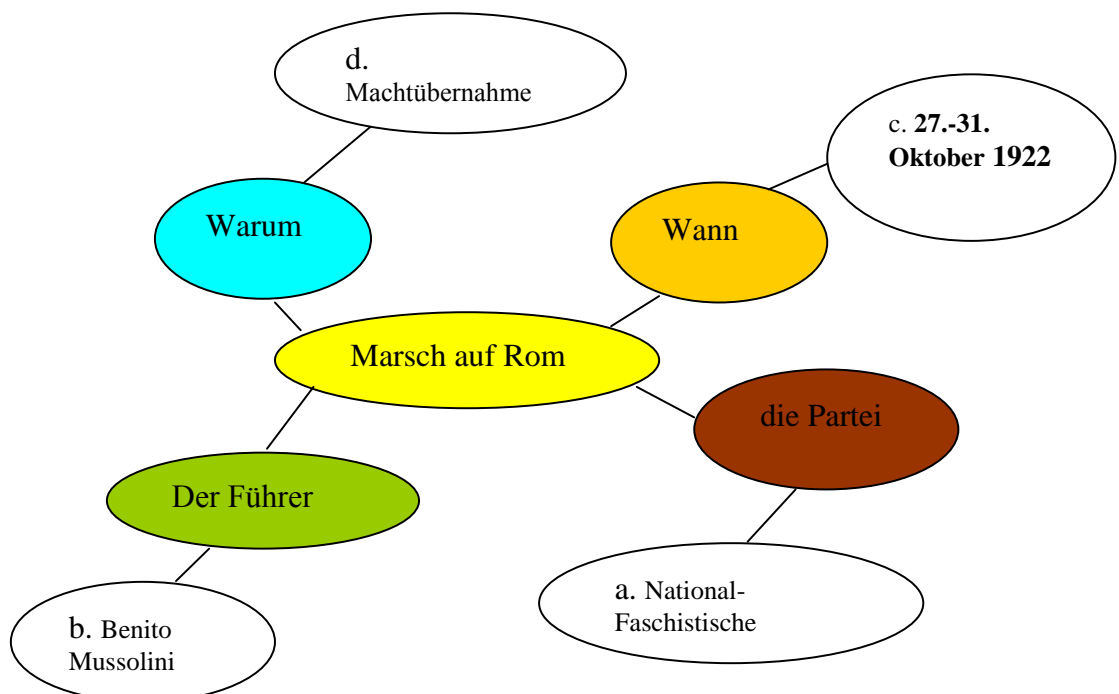 d.
Machtübernahme
c. 27.-31.
Oktober 1922
Warum
Wann
Marsch auf Rom
die Partei
Der Führer
a. National-
Faschistische
b. Benito
Mussolini